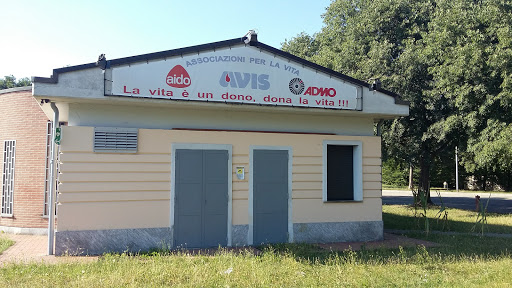 ASSOCIAZIONI PER LA VITA
aido AVIS ADMO
La vita è un dono, dona la vita!!!